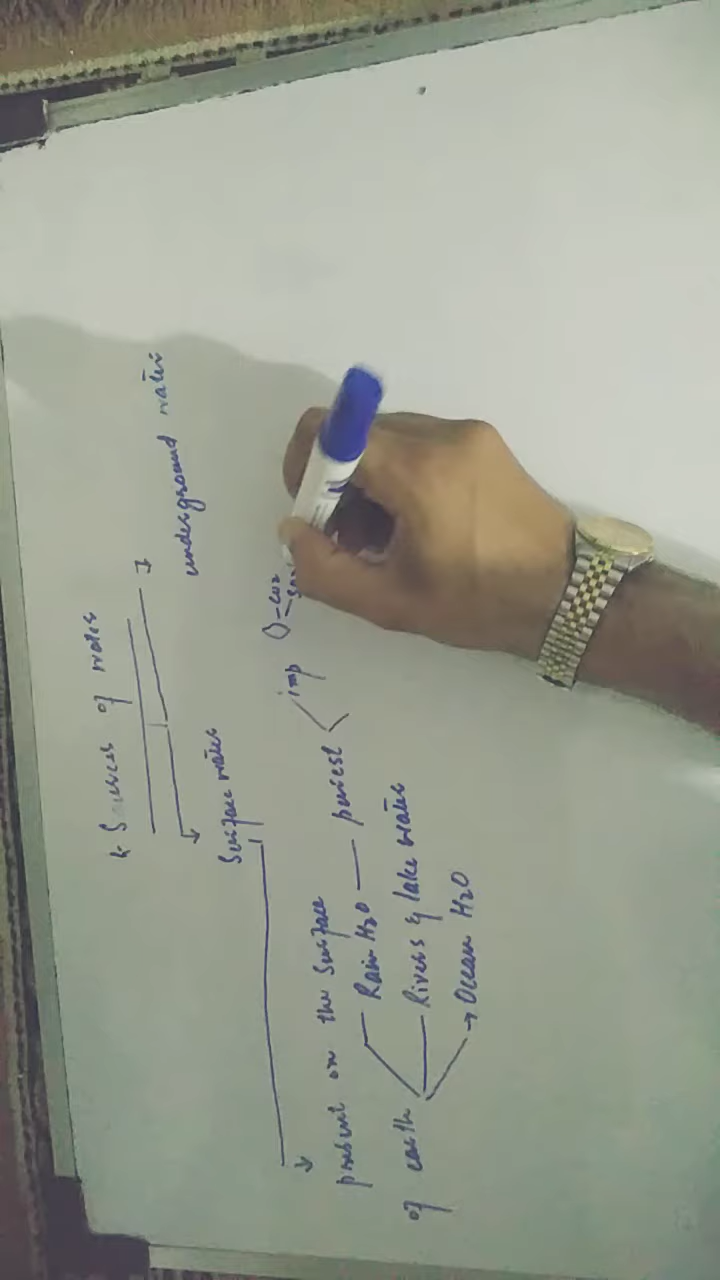 * Sources of water
Surface water
underground water
present on the surface
of earth
Rain H2O — purest
imp
Rivers & lake water
→ Ocean H2O